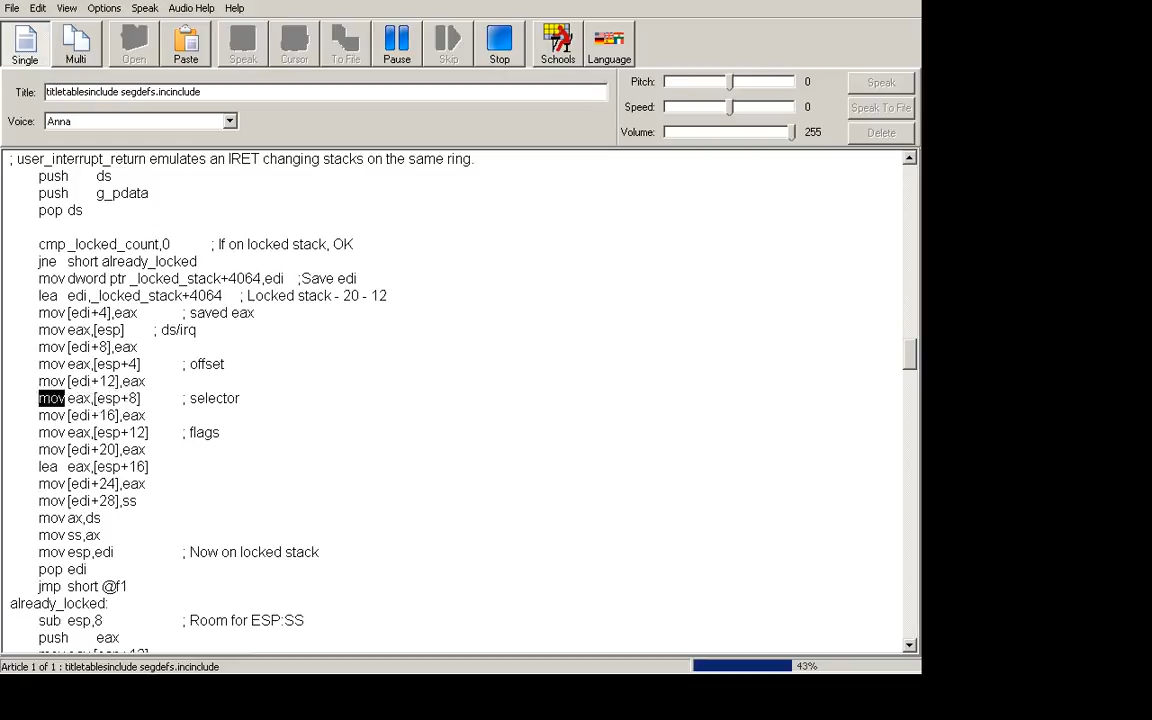 File Edit View Options Speak Audio Help Help
Single Multi Open Paste Speak Cursor To File Pause Skip Stop Schools Language
Title: titletablesinclude segdefs.incinclude
Voice: Anna
Pitch: 0 Speak
Speed: 0 Speak To File
Volume: 255 Delete
; user_interrupt_return emulates an IRET changing stacks on the same ring.
push ds
push g_pdata
pop ds
cmp _locked_count,0 ; If on locked stack, OK
jne short already_locked
mov dword ptr _locked_stack+4064,edi ;Save edi
lea edi,_locked_stack+4064 ; Locked stack - 20 - 12
mov [edi+4],eax ; saved eax
mov eax,[esp] ; ds/irq
mov [edi+8],eax
mov eax,[esp+4] ; offset
mov [edi+12],eax
mov eax,[esp+8] ; selector
mov [edi+16],eax
mov eax,[esp+12] ; flags
mov [edi+20],eax
lea eax,[esp+16]
mov [edi+24],eax
mov [edi+28],ss
mov ax,ds
mov ss,ax
mov esp,edi ; Now on locked stack
pop edi
jmp short @f1
already_locked:
sub esp,8 ; Room for ESP:SS
push eax
Article 1 of 1 : titletablesinclude segdefs.incinclude 43%